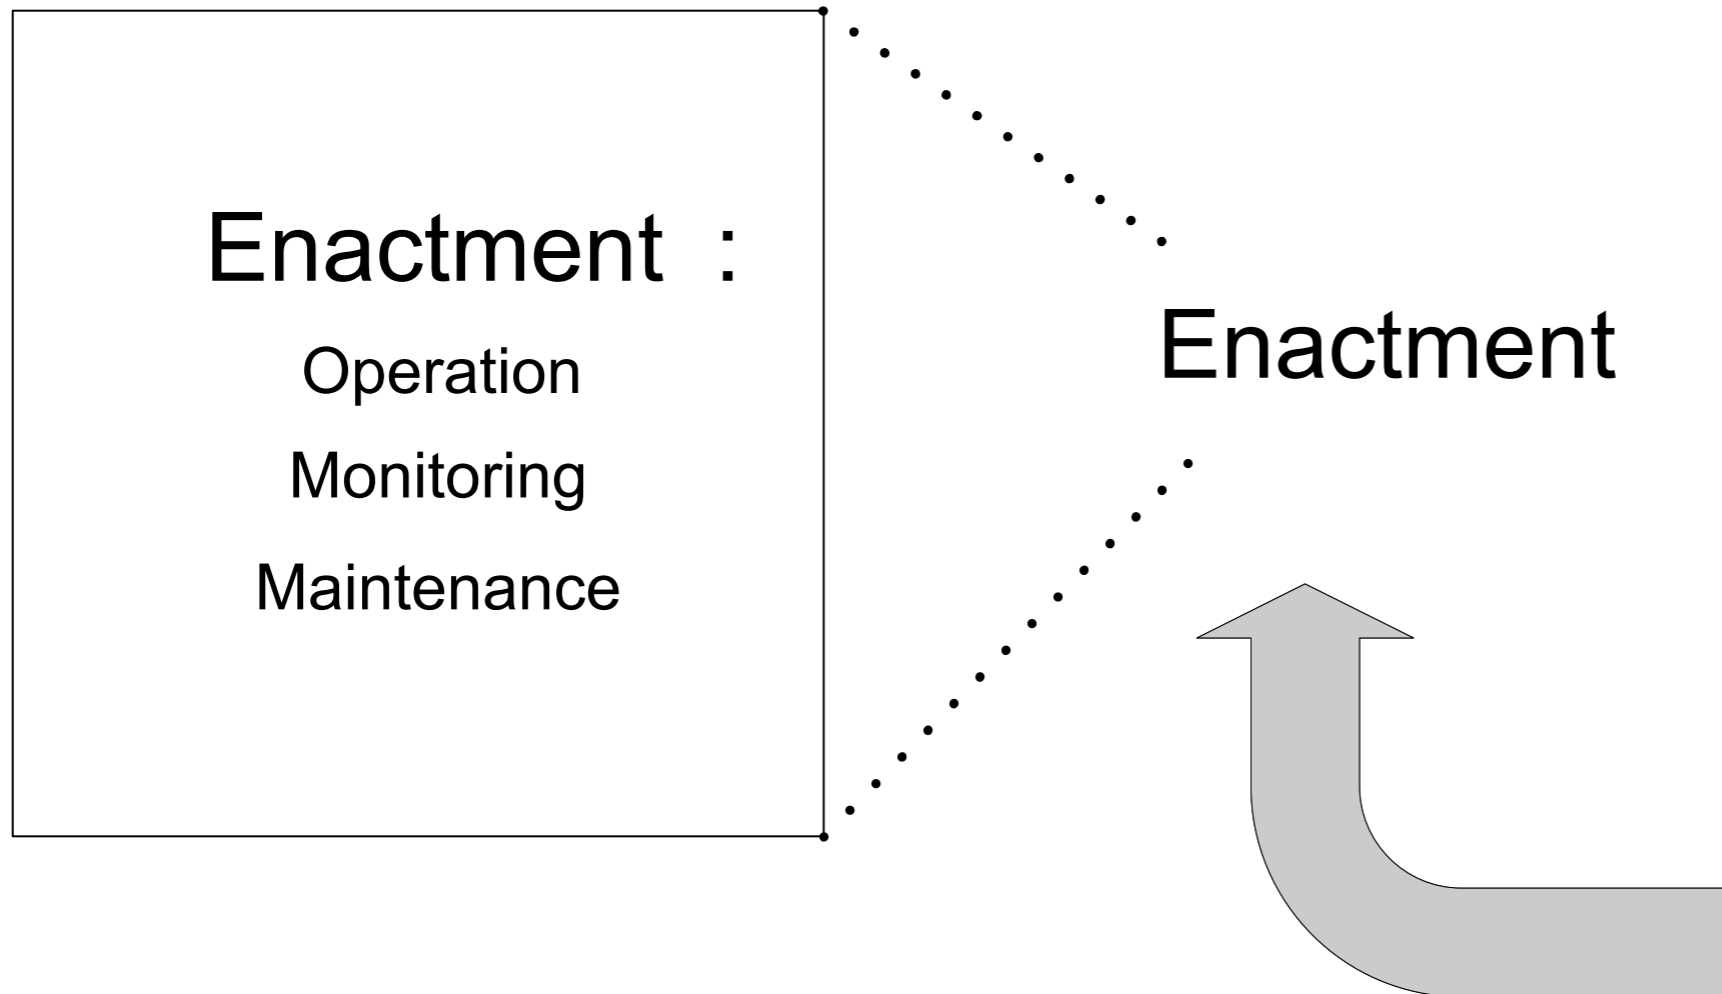 Enactment :
Operation
Monitoring
Maintenance
Enactment